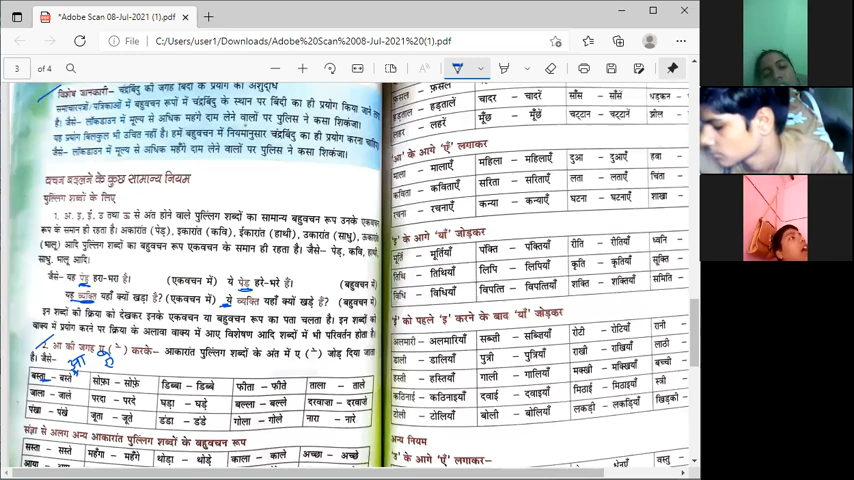 *Adobe Scan 08-Jul-2021 (1).pdf
File
C:/Users/user1/Downloads/Adobe%20Scan%2008-Jul-2021%20(1).pdf
3 of 4
विशेष जानकारी– चंद्रबिंदु की जगह बिंदी के प्रयोग की अशुद्धि
समाचारपत्रों/पत्रिकाओं में बहुवचन रूपों में चंद्रबिंदु के स्थान पर बिंदी का ही प्रयोग किया जाने लगा
है। जैसे– लॉकडाउन में मूल्य से अधिक महगे दाम लेने वालों पर पुलिस ने कसा शिकंजा।
यह प्रयोग बिलकुल भी उचित नहीं है। हमें बहुवचन में नियमानुसार चंद्रबिंदु का ही प्रयोग करना चाहिए
जैसे– लॉकडाउन में मूल्य से अधिक महँगे दाम लेने वालों पर पुलिस ने कसा शिकंजा।
वचन बदलने के कुछ सामान्य नियम
पुल्लिंग शब्दों के लिए
1. अ, इ, ई, उ तथा ऊ से अंत होने वाले पुल्लिंग शब्दों का सामान्य बहुवचन रूप उनके एकवचन
रूप के समान ही रहता है। अकारांत (पेड़), इकारांत (कवि), ईकारांत (हाथी), उकारांत (साधु), ऊकारांत
(भालू) आदि पुल्लिंग शब्दों का बहुवचन रूप एकवचन के समान ही रहता है। जैसे– पेड़, कवि, हाथी,
साधु, भालू आदि।
जैसे– यह पेड़ हरा-भरा है। (एकवचन में) ये पेड़ हरे-भरे हैं। (बहुवचन में)
यह व्यक्ति यहाँ क्यों खड़ा है? (एकवचन में) ये व्यक्ति यहाँ क्यों खड़े हैं? (बहुवचन में)
इन शब्दों की क्रिया को देखकर इनके एकवचन या बहुवचन रूप का पता चलता है। इन शब्दों को
वाक्य में प्रयोग करने पर क्रिया के अलावा वाक्य में आए विशेषण आदि शब्दों में भी परिवर्तन होता है।
2. आ की जगह ए ( े ) करके– आकारांत पुल्लिंग शब्दों के अंत में ए ( े ) जोड़ दिया जाता
है। जैसे–
आ ए
बस्ता – बस्ते सोफ़ा – सोफ़े डिब्बा – डिब्बे फीता – फीते ताला – ताले
जाला – जाले परदा – परदे घड़ा – घड़े बल्ला – बल्ले दरवाजा – दरवाजे
पंखा – पंखे जूता – जूते डंडा – डंडे गोला – गोले नारा – नारे
संज्ञा से अलग अन्य आकारांत पुल्लिंग शब्दों के बहुवचन रूप
सस्ता – सस्ते महँगा – महँगे थोड़ा – थोड़े काला – काले अच्छा – अच्छे
आया – आए
फ़सल – फ़सलें चादर – चादरें साँस – साँसें धड़कन –
हड़ताल – हड़तालें मूँछ – मूँछें चट्टान – चट्टानें झील –
लहर – लहरें
'आ' के आगे 'एँ' लगाकर
माला – मालाएँ महिला – महिलाएँ दुआ – दुआएँ हवा –
कविता – कविताएँ सरिता – सरिताएँ लता – लताएँ चिंता –
रचना – रचनाएँ कन्या – कन्याएँ घटना – घटनाएँ शाखा –
'इ' के आगे 'याँ' जोड़कर
मूर्ति – मूर्तियाँ पंक्ति – पंक्तियाँ रीति – रीतियाँ ध्वनि –
तिथि – तिथियाँ लिपि – लिपियाँ कृति – कृतियाँ सूक्ति –
विधि – विधियाँ विपत्ति – विपत्तियाँ शक्ति – शक्तियाँ समिति –
'ई' को पहले 'इ' करने के बाद 'याँ' जोड़कर
अलमारी – अलमारियाँ सब्ज़ी – सब्ज़ियाँ रोटी – रोटियाँ रानी –
डाली – डालियाँ पुत्री – पुत्रियाँ राखी – राखियाँ लाठी –
हस्ती – हस्तियाँ गाली – गालियाँ मक्खी – मक्खियाँ बच्ची –
कठिनाई – कठिनाइयाँ दवाई – दवाइयाँ मिठाई – मिठाइयाँ स्त्री –
टोली – टोलियाँ बोली – बोलियाँ लकड़ी – लकड़ियाँ खिड़की –
अन्य नियम
'उ' के आगे 'एँ' लगाकर– वस्तु –